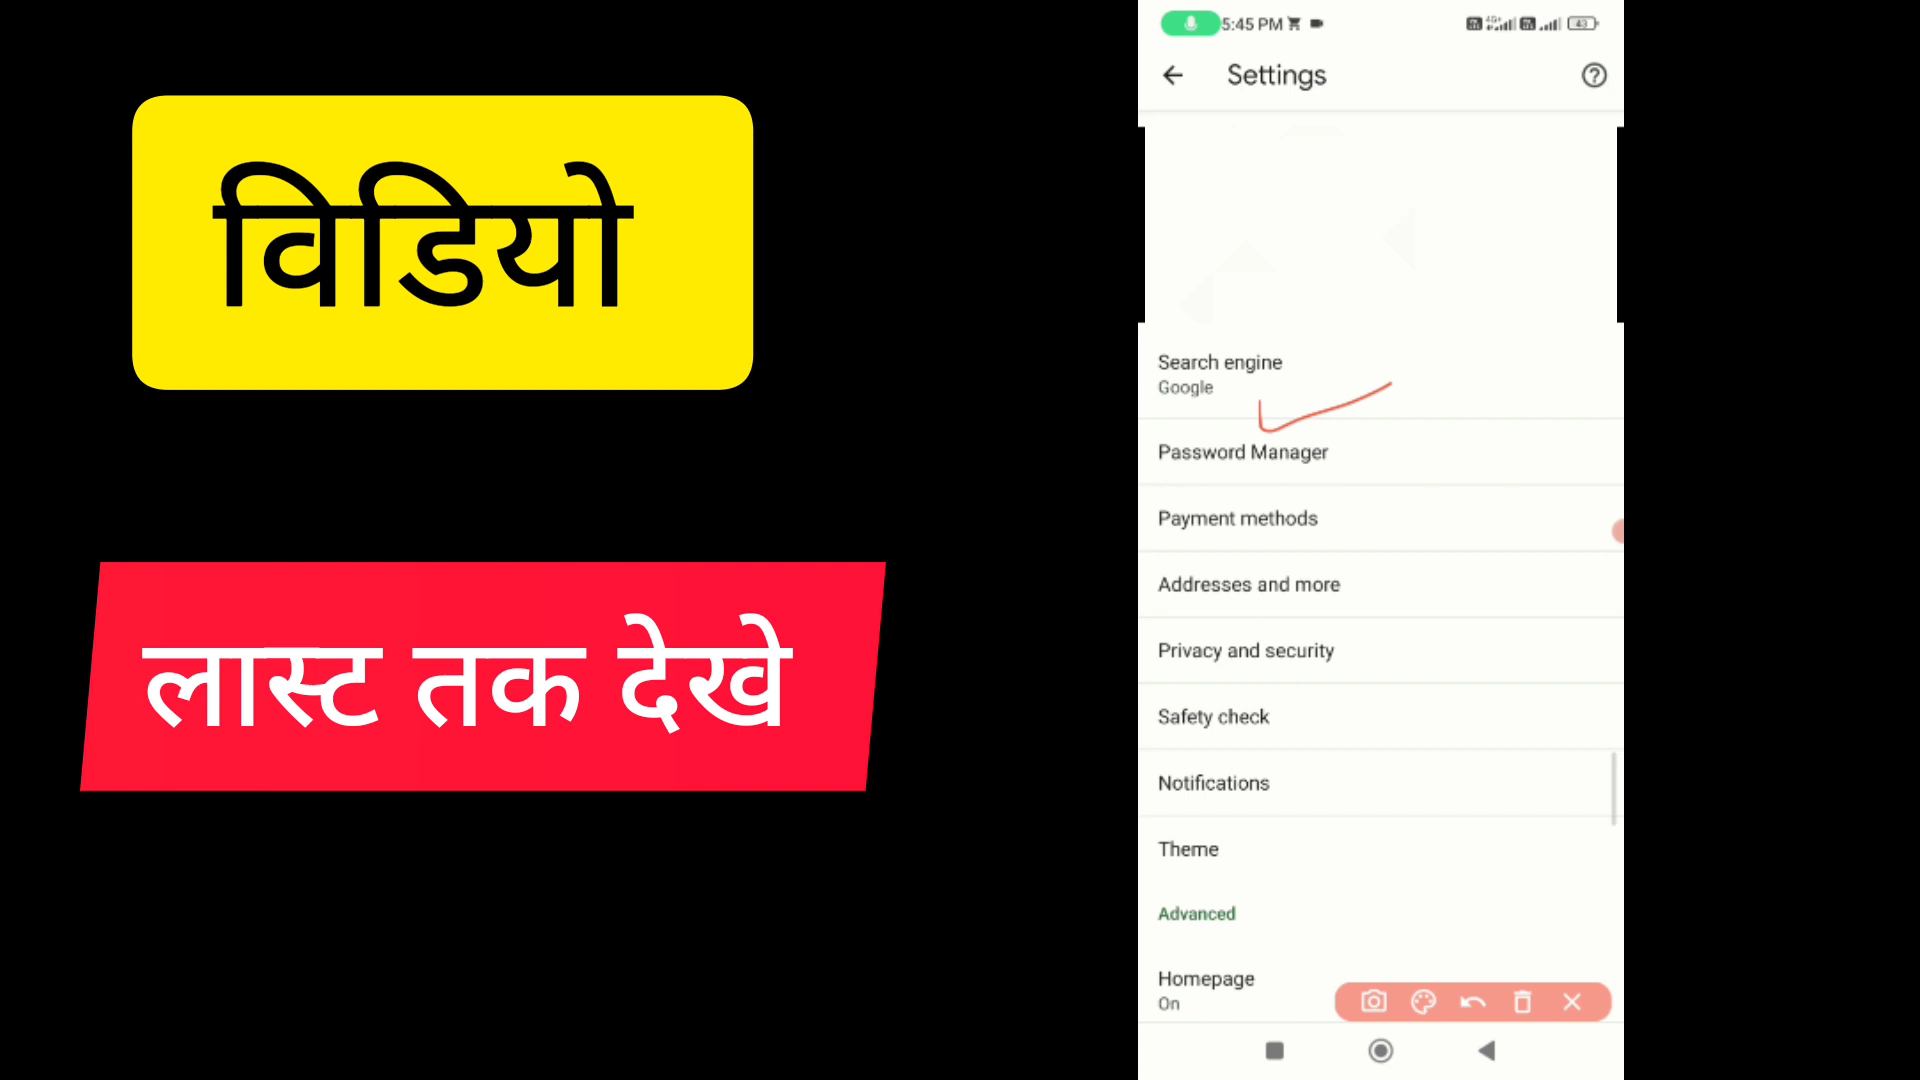 विडियो
लास्ट तक देखे
5:45 PM
43
Settings
Search engine
Google
Password Manager
Payment methods
Addresses and more
Privacy and security
Safety check
Notifications
Theme
Advanced
Homepage
On